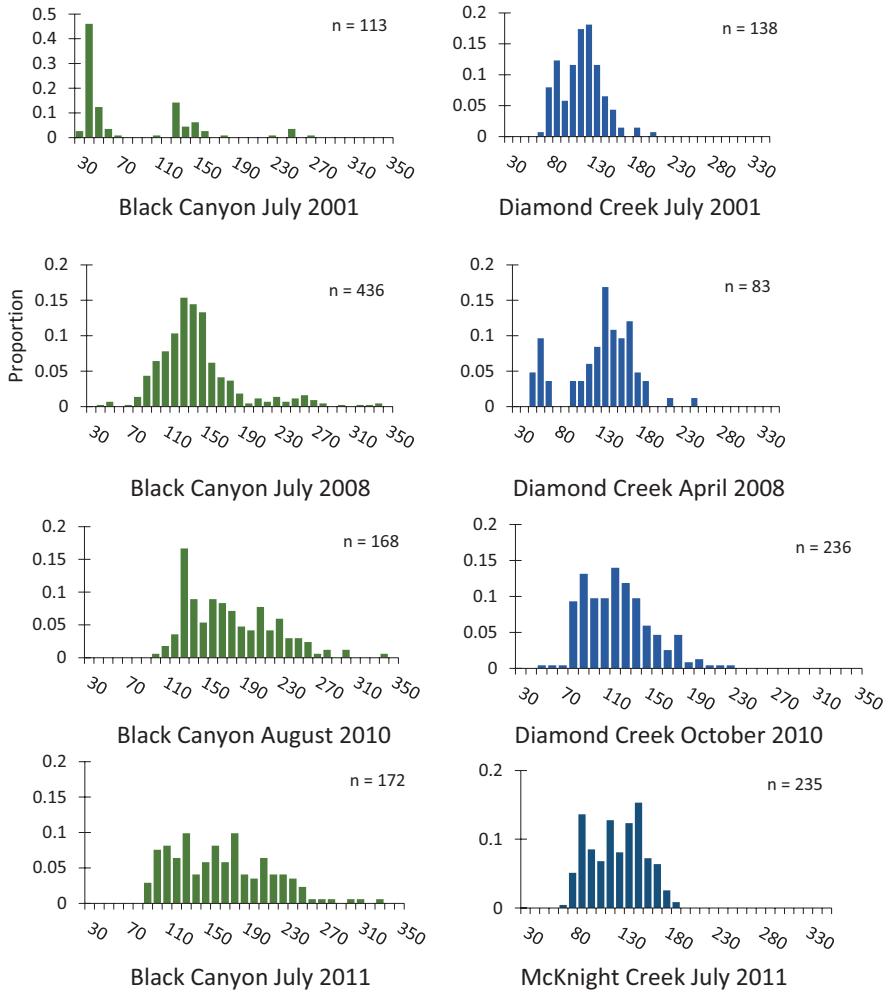 0.5
0.4
0.3
0.2
0.1
0
n = 113
30 70 110 150 190 230 270 310 350
Black Canyon July 2001
0.2
0.15
0.1
0.05
0
n = 138
30 80 130 180 230 280 330
Diamond Creek July 2001
Proportion
0.2
0.15
0.1
0.05
0
n = 436
30 70 110 150 190 230 270 310 350
Black Canyon July 2008
0.2
0.15
0.1
0.05
0
n = 83
30 80 130 180 230 280 330
Diamond Creek April 2008
0.2
0.15
0.1
0.05
0
n = 168
30 70 110 150 190 230 270 310 350
Black Canyon August 2010
0.2
0.15
0.1
0.05
0
n = 236
30 70 110 150 190 230 270 310 350
Diamond Creek October 2010
0.2
0.15
0.1
0.05
0
n = 172
30 70 110 150 190 230 270 310 350
Black Canyon July 2011
0.2
0.1
0
n = 235
30 80 130 180 230 280 330
McKnight Creek July 2011